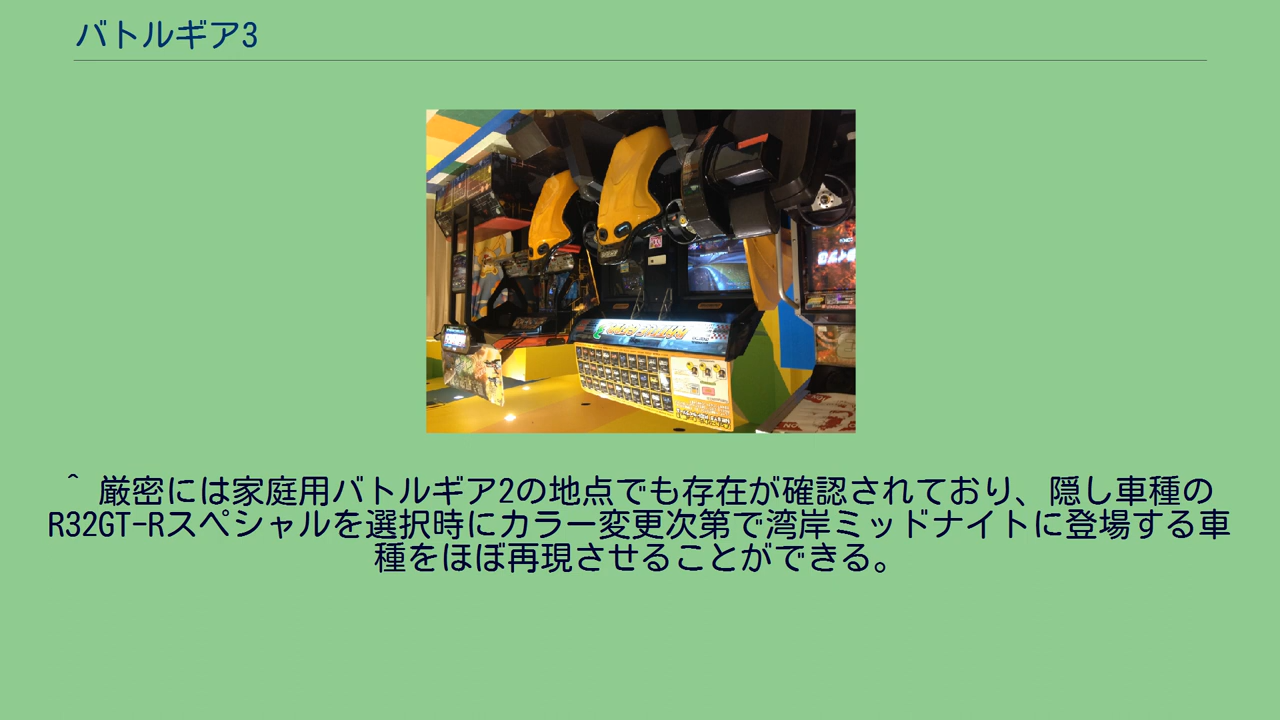 バトルギア3
^ 厳密には家庭用バトルギア2の地点でも存在が確認されており、隠し車種の
R32GT-Rスペシャルを選択時にカラー変更次第で湾岸ミッドナイトに登場する車
種をほぼ再現させることができる。